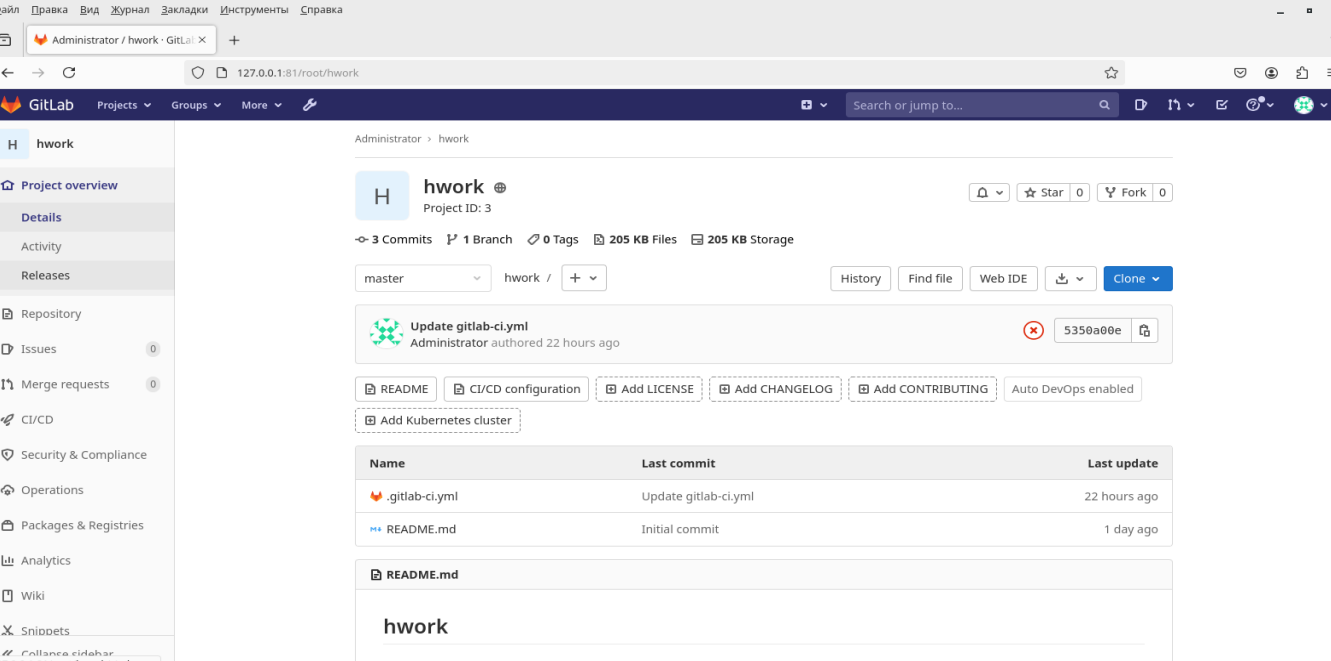 айл Правка Вид Журнал Закладки Инструменты Справка
Administrator / hwork · GitLa
127.0.0.1:81/root/hwork
GitLab Projects Groups More Search or jump to...
H hwork
Administrator › hwork
Project overview
Details
Activity
Releases
Repository
Issues 0
Merge requests 0
CI/CD
Security & Compliance
Operations
Packages & Registries
Analytics
Wiki
Snippets
Collapse sidebar
H
hwork
Project ID: 3
Star 0 Fork 0
3 Commits 1 Branch 0 Tags 205 KB Files 205 KB Storage
master hwork / + History Find file Web IDE Clone
Update gitlab-ci.yml
Administrator authored 22 hours ago
5350a00e
README CI/CD configuration Add LICENSE Add CHANGELOG Add CONTRIBUTING Auto DevOps enabled
Add Kubernetes cluster
Name Last commit Last update
.gitlab-ci.yml Update gitlab-ci.yml 22 hours ago
README.md Initial commit 1 day ago
README.md
hwork